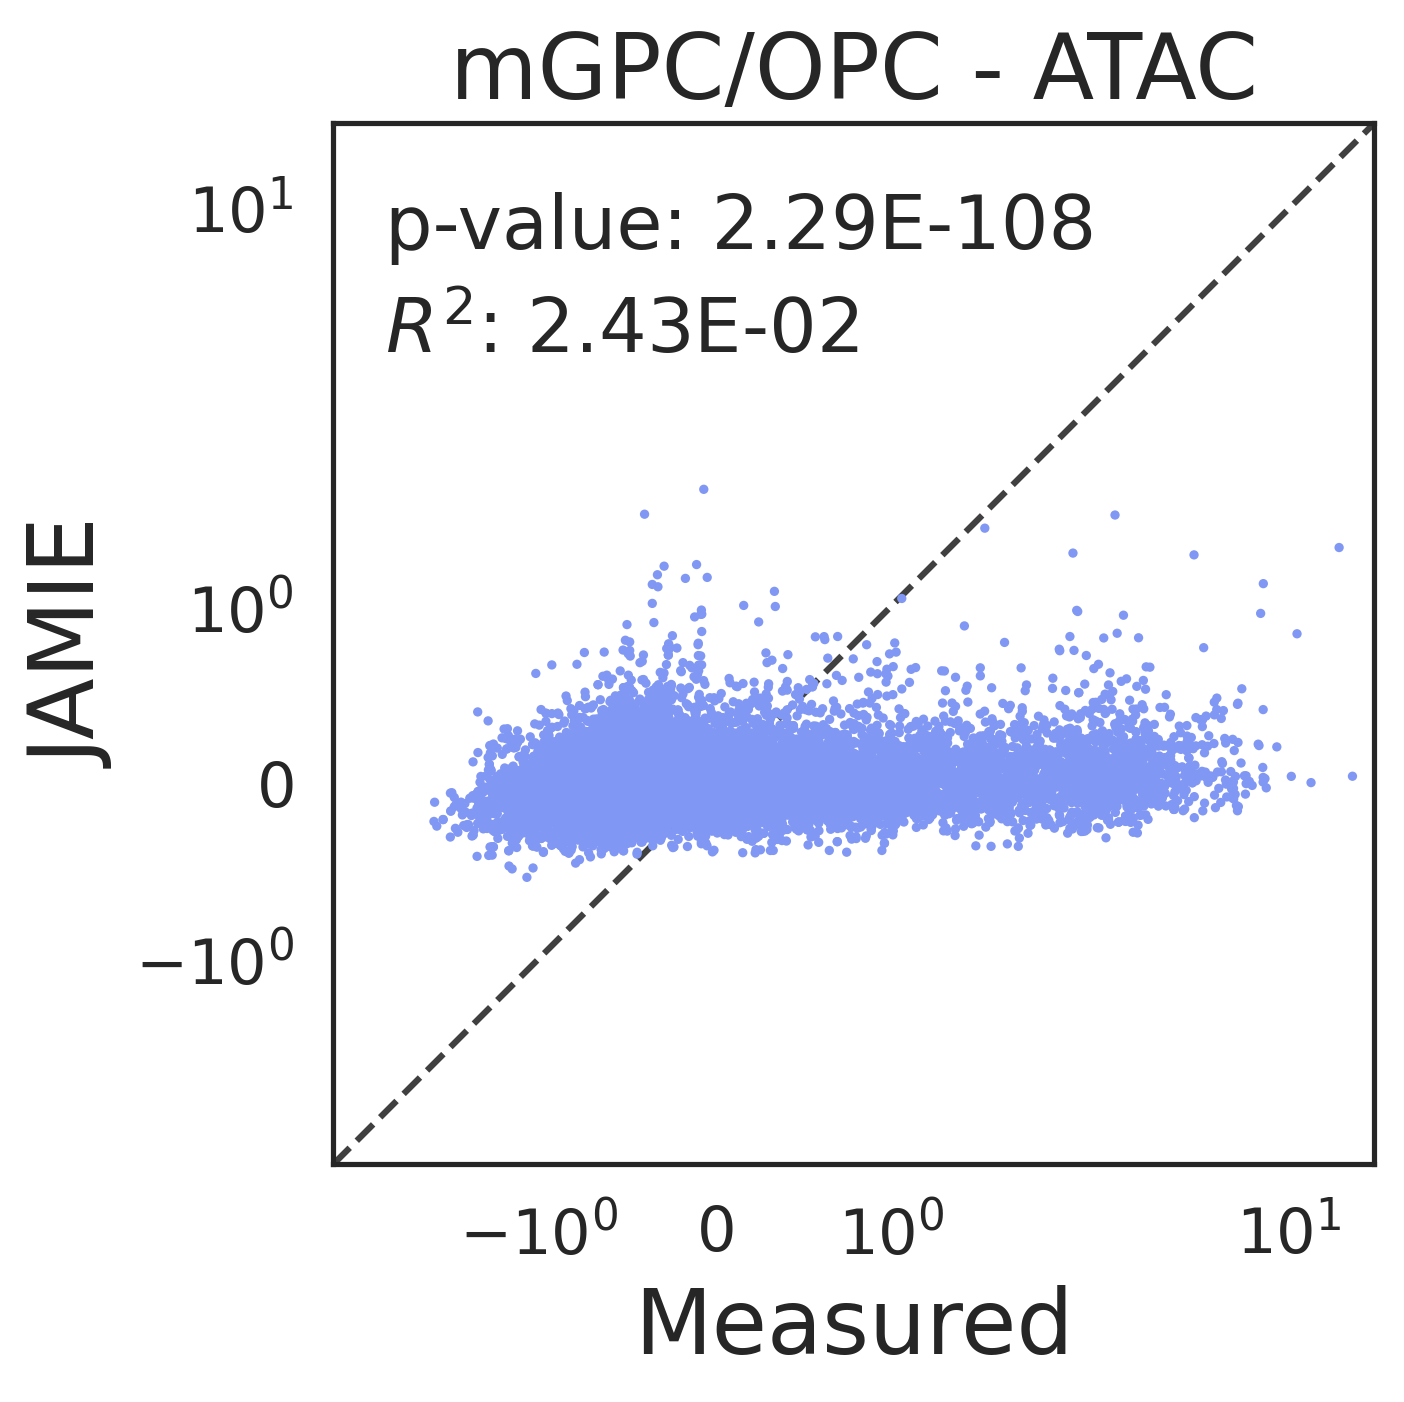 mGPC/OPC - ATAC
p-value: 2.29E-108
R²: 2.43E-02
JAMIE
10¹
10⁰
0
−10⁰
−10⁰ 0 10⁰ 10¹
Measured